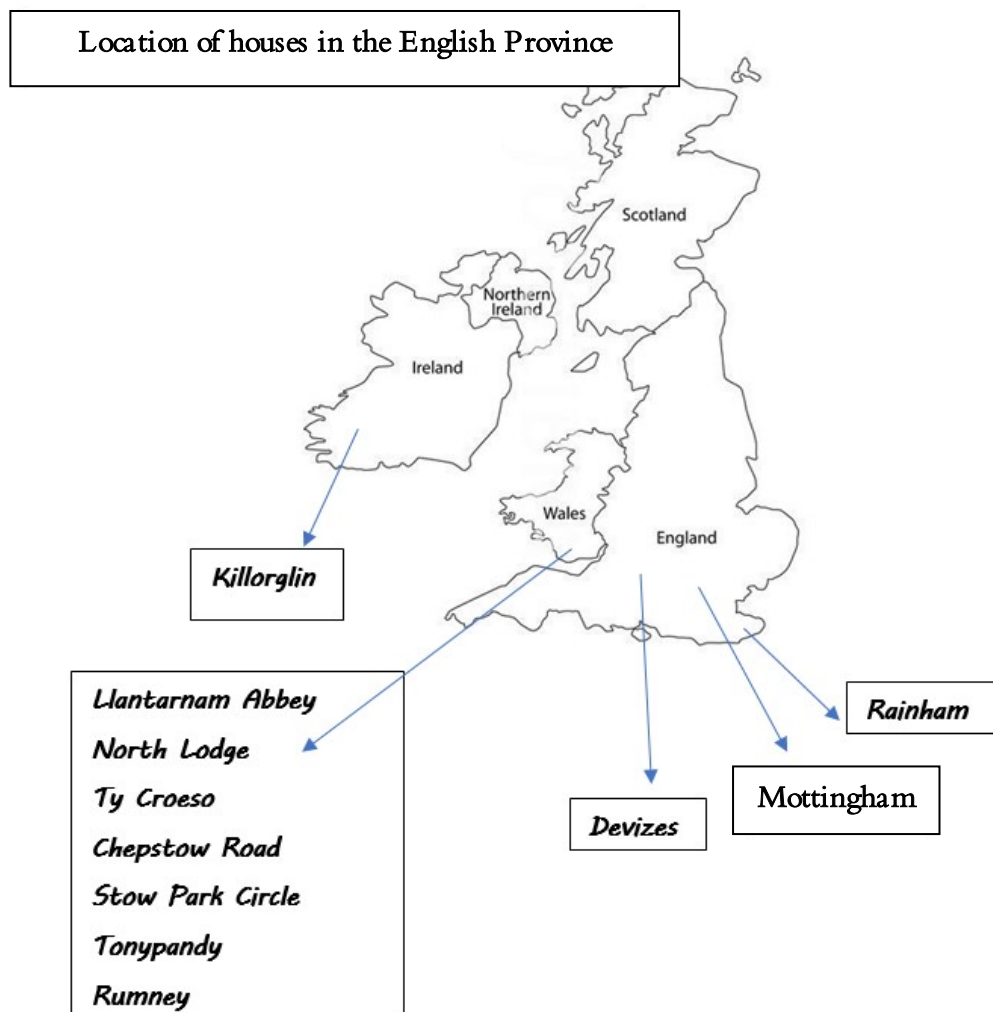 Location of houses in the English Province
Scotland
Northern
Ireland
Ireland
Wales
England
Killorglin
Llantarnam Abbey
North Lodge
Ty Croeso
Chepstow Road
Stow Park Circle
Tonypandy
Rumney
Devizes
Mottingham
Rainham